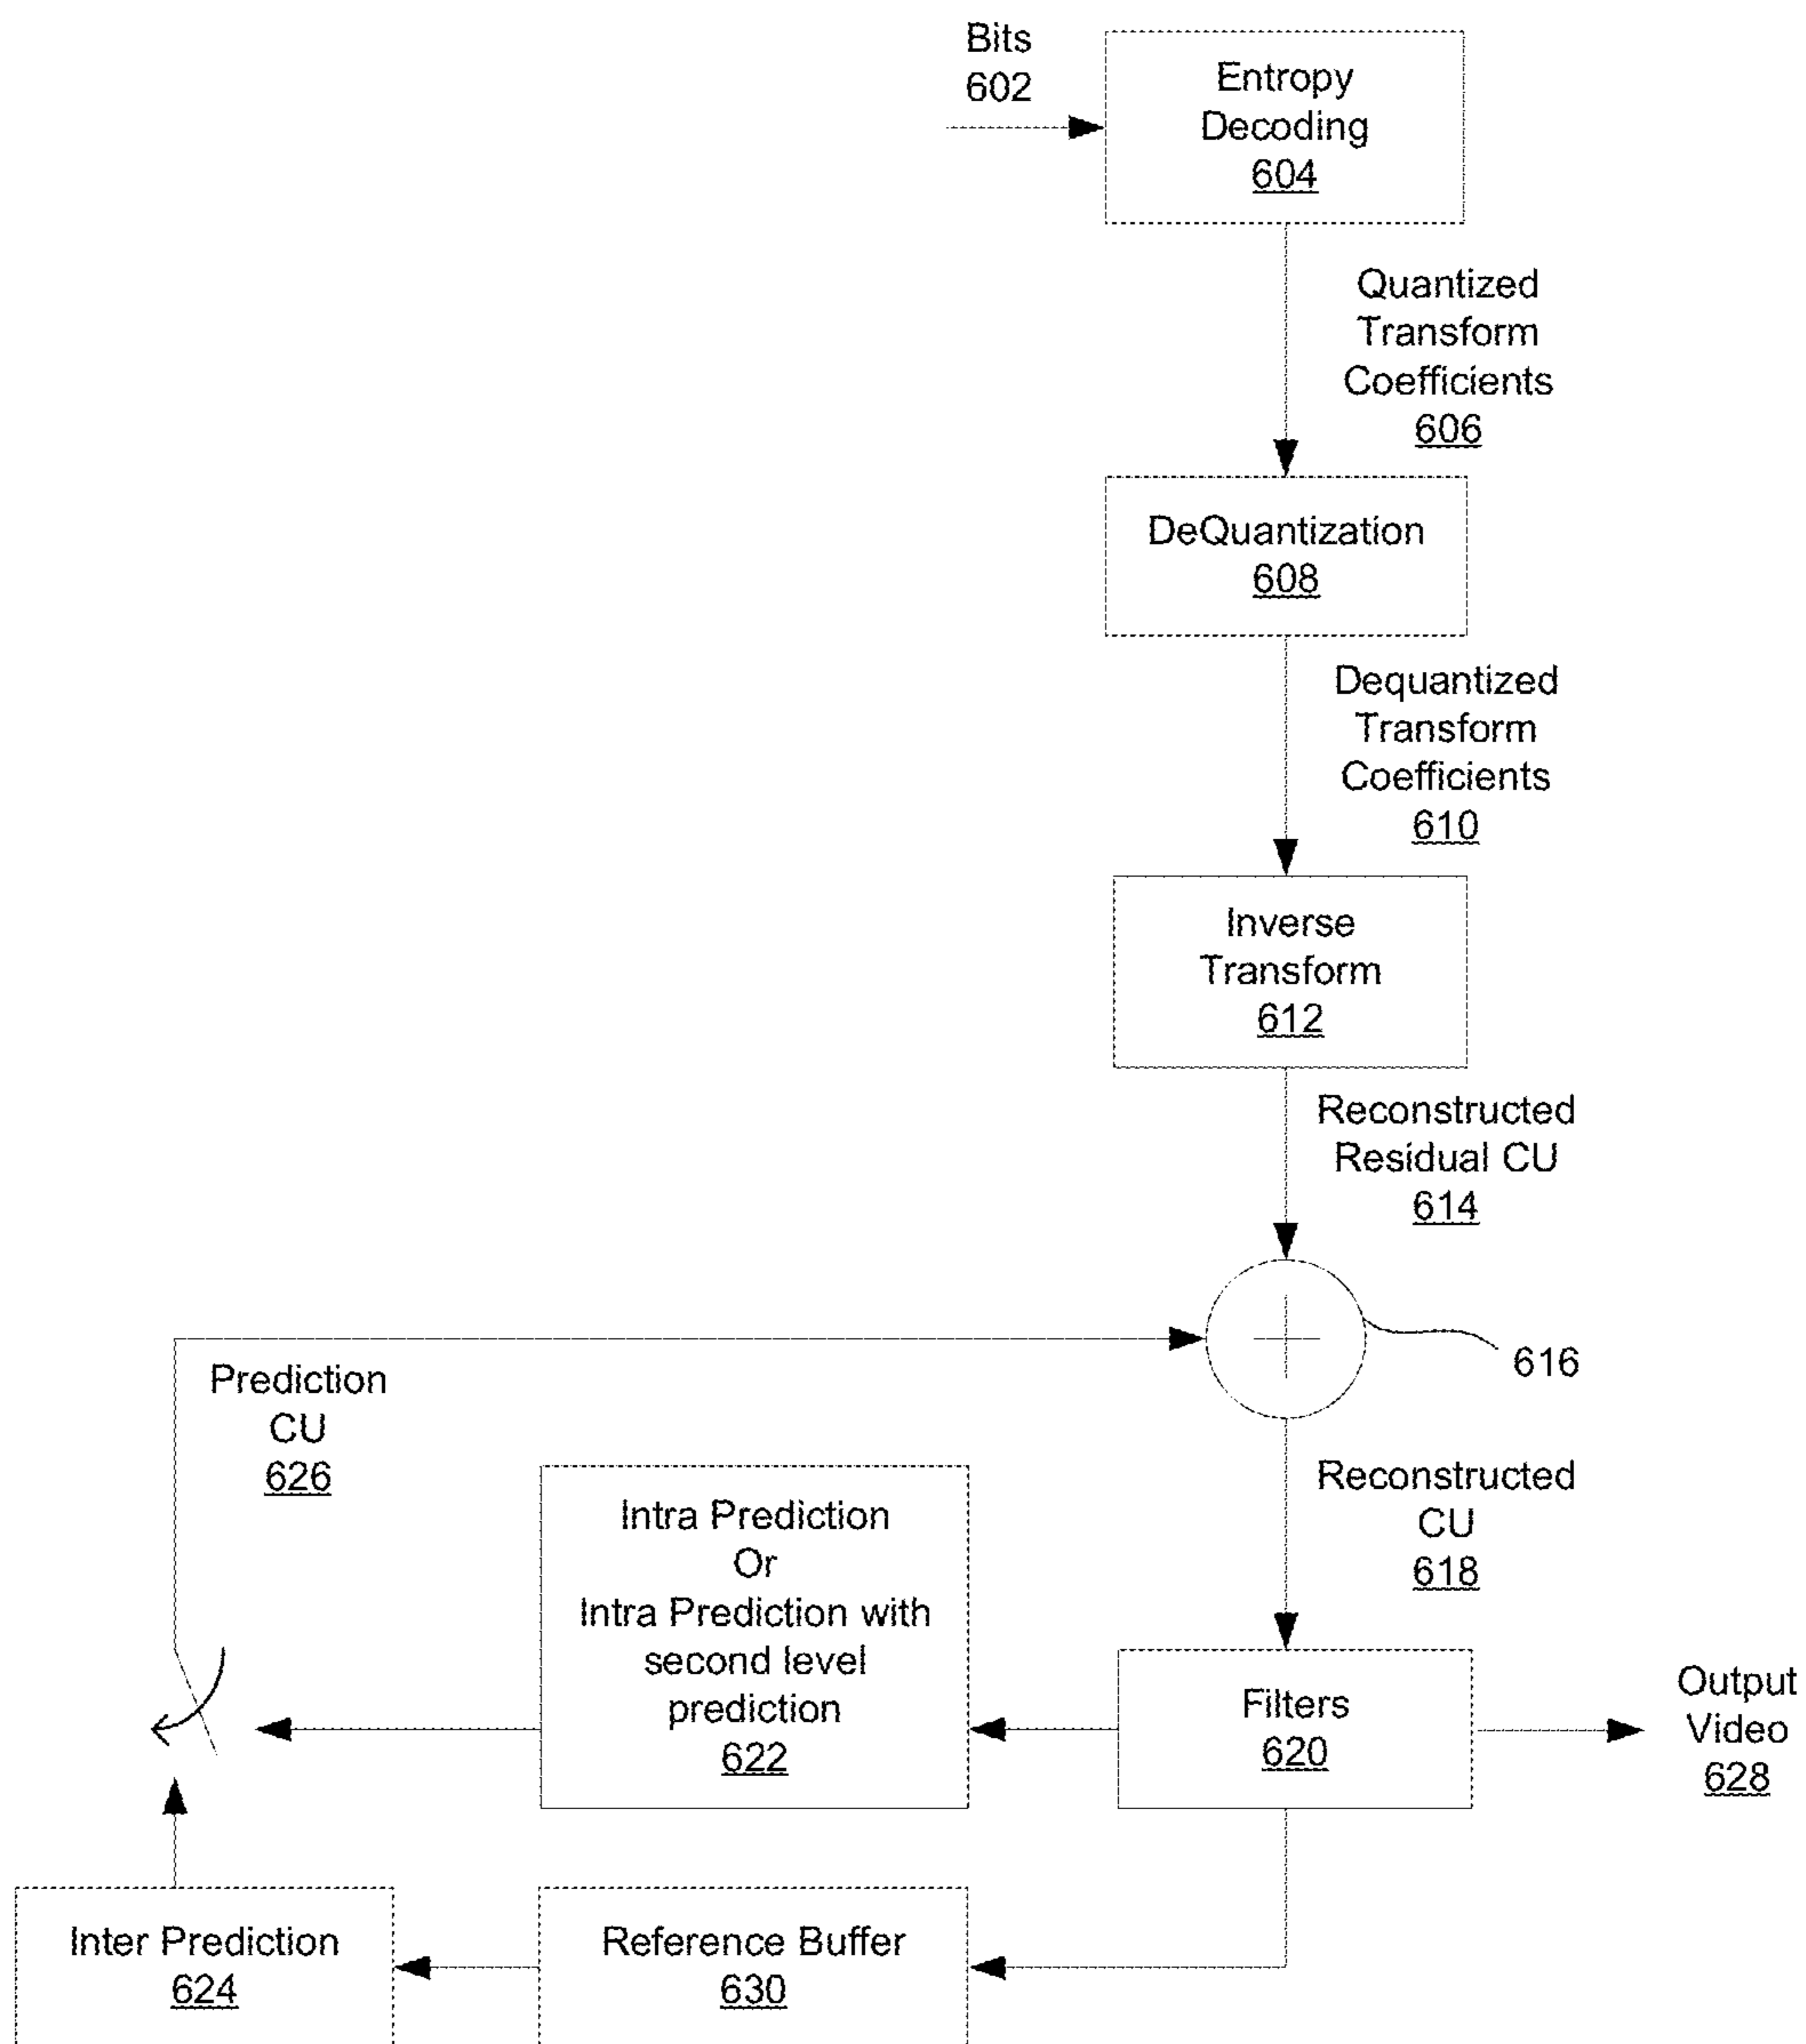 Bits
602
Entropy
Decoding
604
Quantized
Transform
Coefficients
606
DeQuantization
608
Dequantized
Transform
Coefficients
610
Inverse
Transform
612
Reconstructed
Residual CU
614
616
Prediction
CU
626
Reconstructed
CU
618
Intra Prediction
Or
Intra Prediction with
second level
prediction
622
Filters
620
Output
Video
628
Inter Prediction
624
Reference Buffer
630